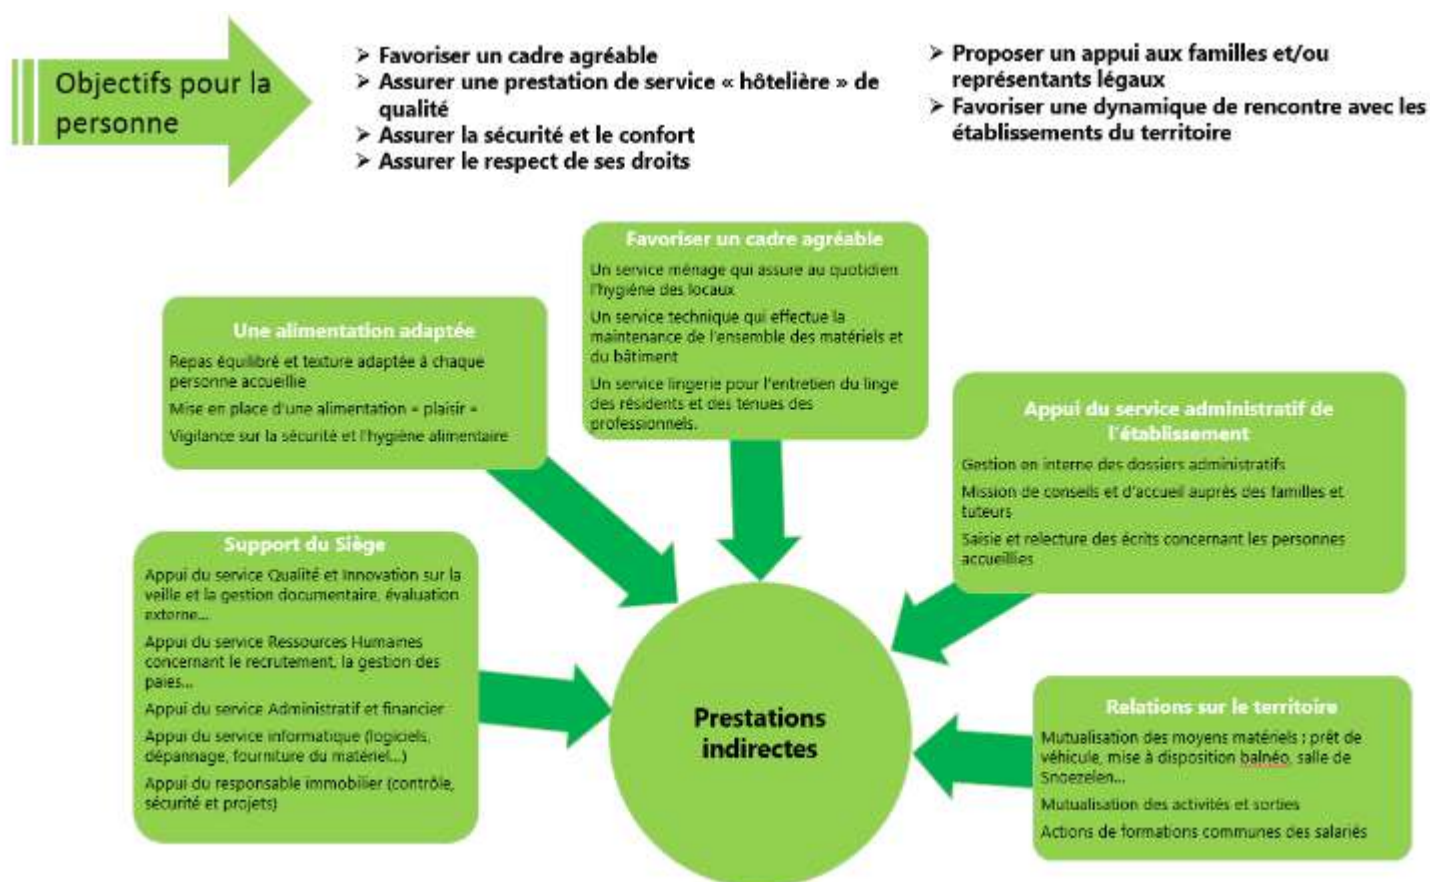 Objectifs pour la
personne
➢ Favoriser un cadre agréable
➢ Assurer une prestation de service « hôtelière » de
qualité
➢ Assurer la sécurité et le confort
➢ Assurer le respect de ses droits
➢ Proposer un appui aux familles et/ou
représentants légaux
➢ Favoriser une dynamique de rencontre avec les
établissements du territoire
Favoriser un cadre agréable
Un service ménage qui assure au quotidien
l'hygiène des locaux
Un service technique qui effectue la
maintenance de l'ensemble des matériels et
du bâtiment
Un service lingerie pour l'entretien du linge
des résidents et des tenues des
professionnels.
Une alimentation adaptée
Repas équilibré et texture adaptée à chaque
personne accueillie
Mise en place d'une alimentation « plaisir »
Vigilance sur la sécurité et l'hygiène alimentaire
Appui du service administratif de
l'établissement
Gestion en interne des dossiers administratifs
Mission de conseils et d'accueil auprès des familles et
tuteurs
Saisie et relecture des écrits concernant les personnes
accueillies
Support du Siège
Appui du service Qualité et Innovation sur la
veille et la gestion documentaire, évaluation
externe...
Appui du service Ressources Humaines
concernant le recrutement, la gestion des
paies...
Appui du service Administratif et financier
Appui du service informatique (logiciels,
dépannage, fourniture du matériel...)
Appui du responsable immobilier (contrôle,
sécurité et projets)
Prestations
indirectes
Relations sur le territoire
Mutualisation des moyens matériels : prêt de
véhicule, mise à disposition balnéo, salle de
Snoezelen...
Mutualisation des activités et sorties
Actions de formations communes des salariés